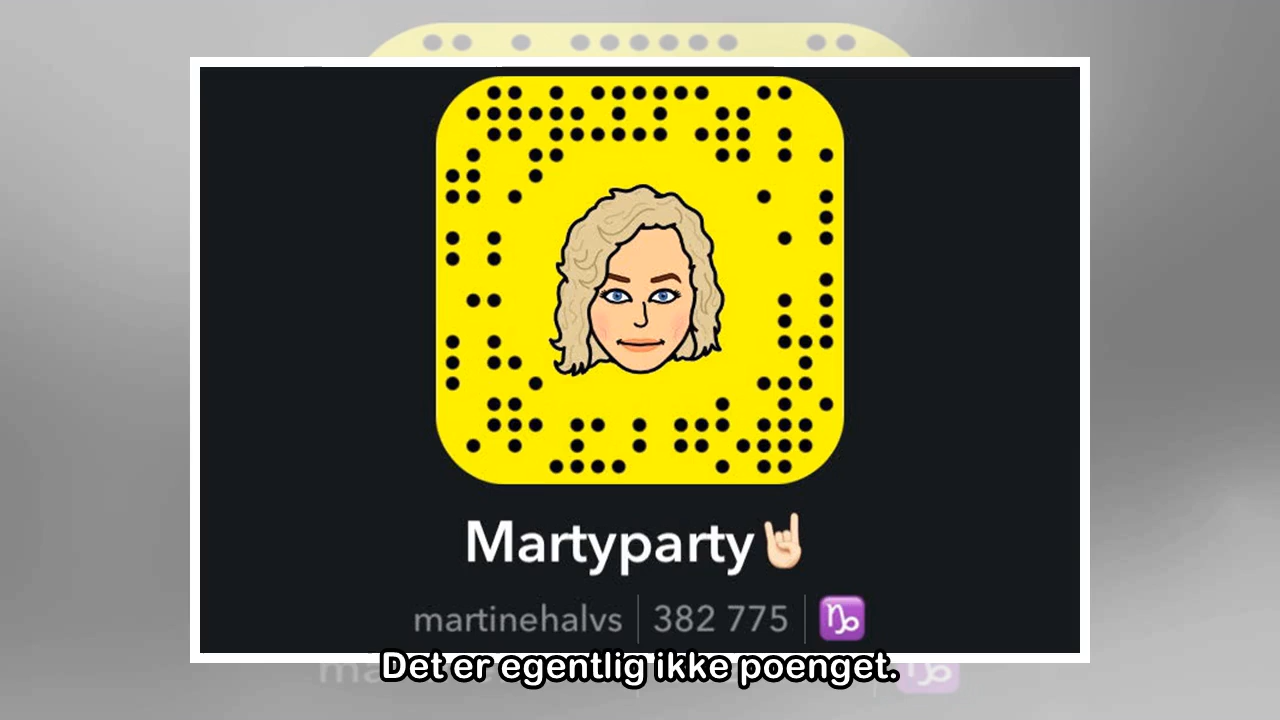 Martyparty🤘🏻
martinehalvs | 382 775 | ♑
Det er egentlig ikke poenget.